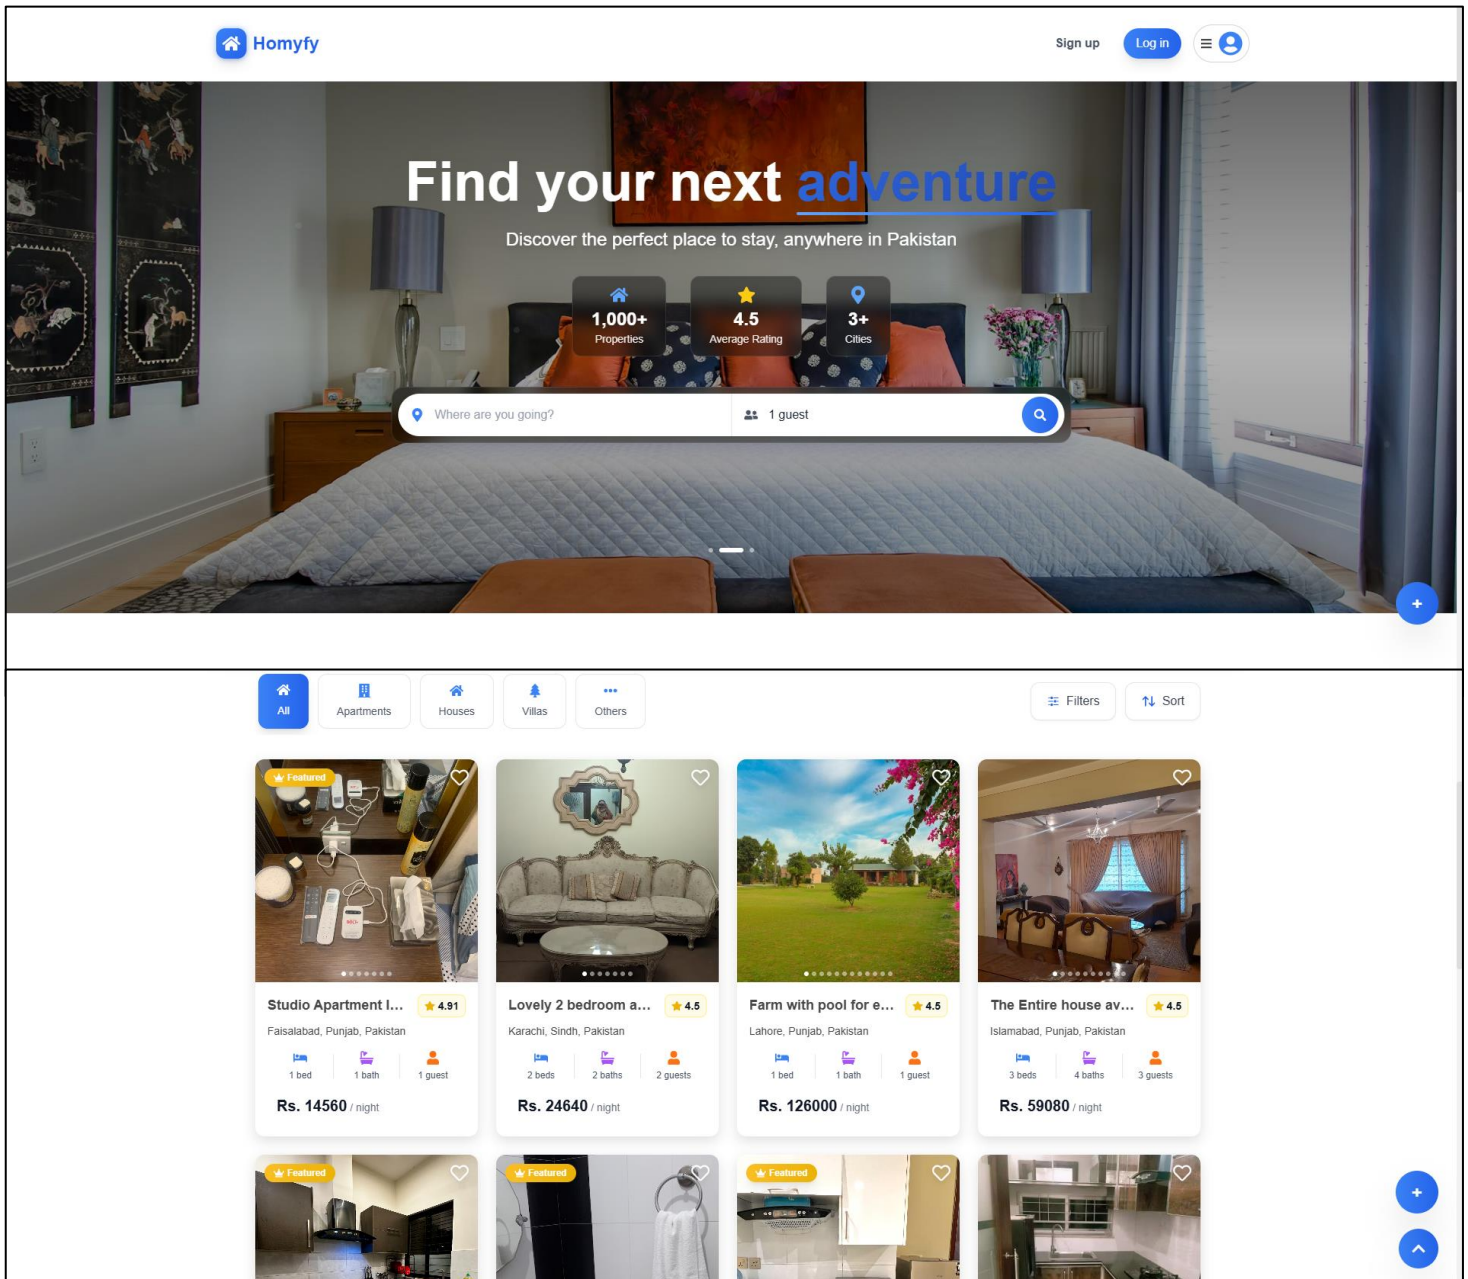 Homyfy
Sign up
Log in
Find your next adventure
Discover the perfect place to stay, anywhere in Pakistan
1,000+
Properties
4.5
Average Rating
3+
Cities
Where are you going?
1 guest
All
Apartments
Houses
Villas
Others
Filters
Sort
Featured
Studio Apartment I...
4.91
Faisalabad, Punjab, Pakistan
1 bed
1 bath
1 guest
Rs. 14560 / night
Lovely 2 bedroom a...
4.5
Karachi, Sindh, Pakistan
2 beds
2 baths
2 guests
Rs. 24640 / night
Farm with pool for e...
4.5
Lahore, Punjab, Pakistan
1 bed
1 bath
1 guest
Rs. 126000 / night
The Entire house av...
4.5
Islamabad, Punjab, Pakistan
3 beds
4 baths
3 guests
Rs. 59080 / night
Featured
Featured
Featured